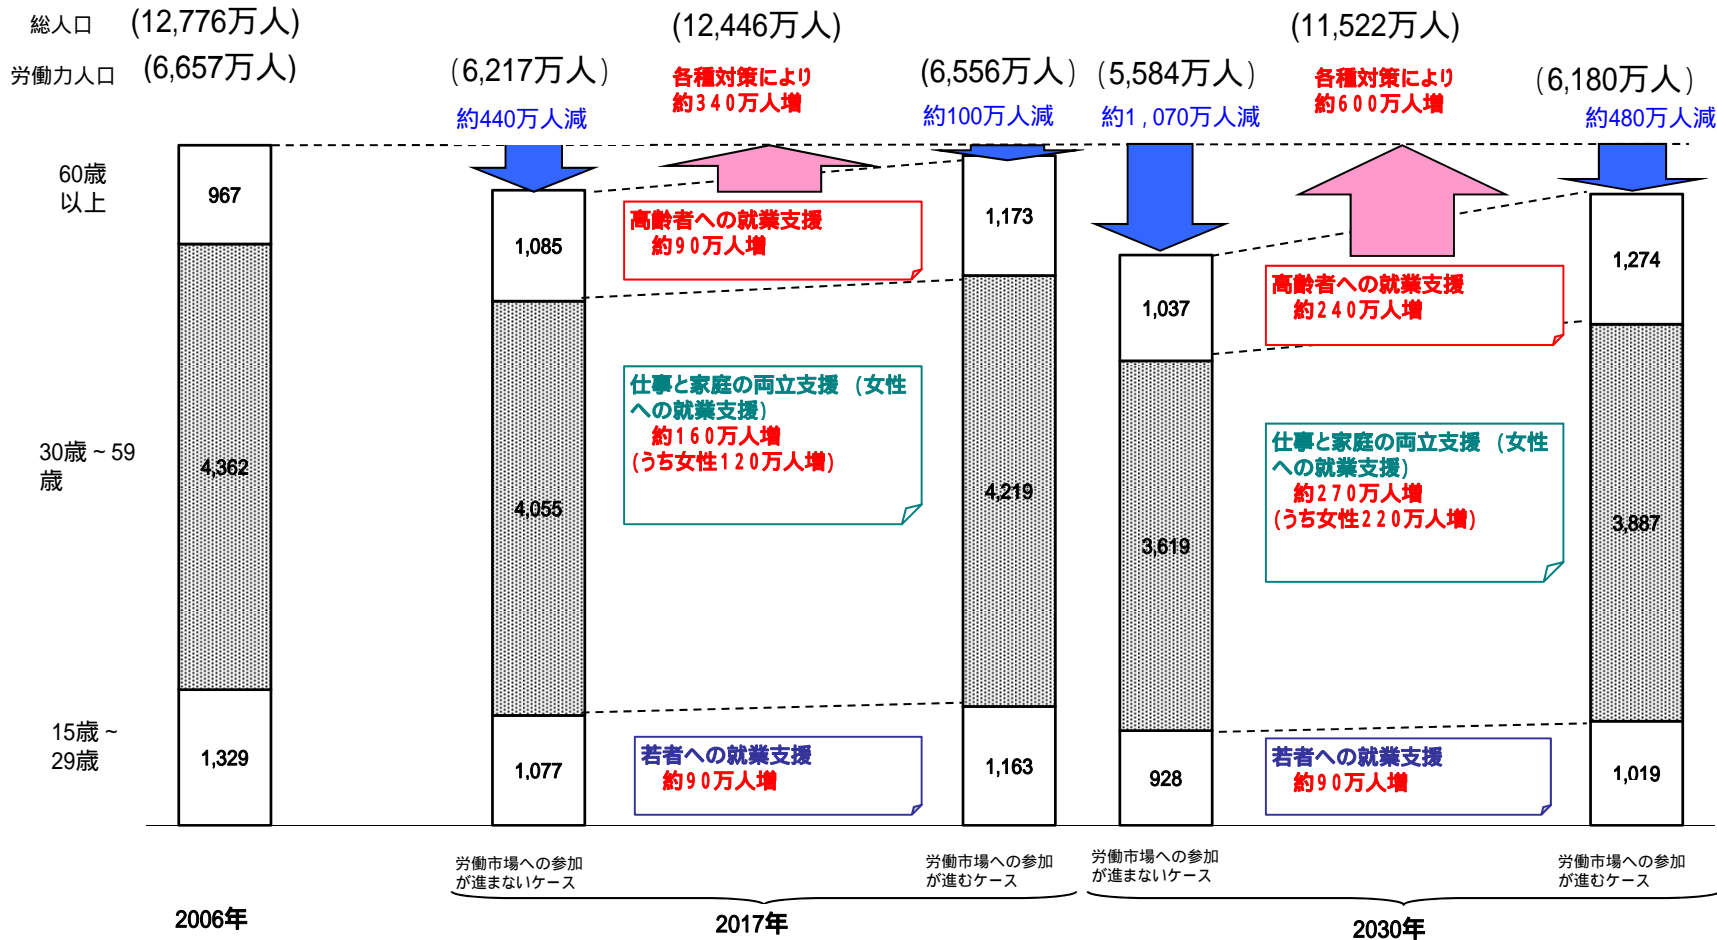 総人口
(12,776万人)
(12,446万人)
(11,522万人)
労働力人口
(6,657万人)
(6,217万人)
各種対策により
約340万人増
(6,556万人)
(5,584万人)
各種対策により
約600万人増
(6,180万人)
約440万人減
約100万人減
約1,070万人減
約480万人減
60歳
以上
967
1,085
高齢者への就業支援
約90万人増
1,173
1,037
高齢者への就業支援
約240万人増
1,274
30歳~59
歳
4,362
4,055
仕事と家庭の両立支援 (女性
への就業支援)
約160万人増
(うち女性120万人増)
4,219
3,619
仕事と家庭の両立支援 (女性
への就業支援)
約270万人増
(うち女性220万人増)
3,887
15歳~
29歳
1,329
1,077
若者への就業支援
約90万人増
1,163
928
若者への就業支援
約90万人増
1,019
労働市場への参加
が進まないケース
労働市場への参加
が進むケース
労働市場への参加
が進まないケース
労働市場への参加
が進むケース
2006年
2017年
2030年